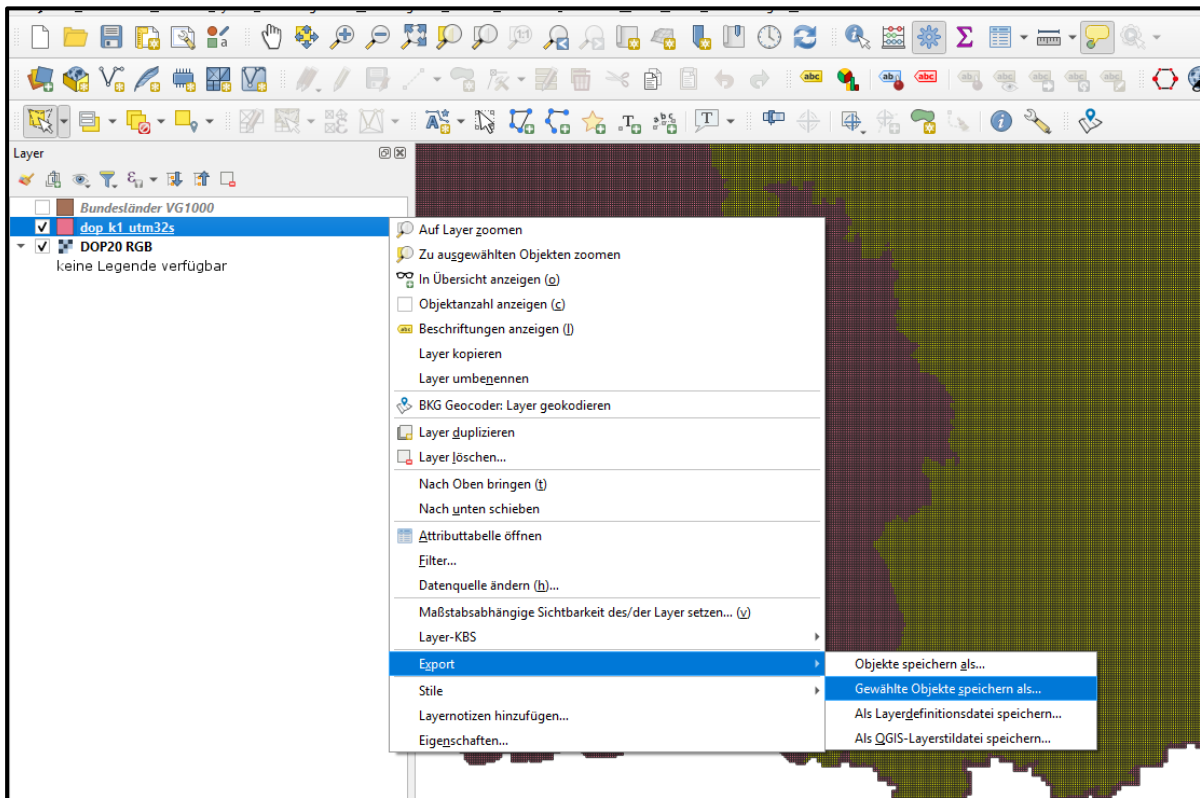 Layer
Bundesländer VG1000
dop_k1_utm32s
DOP20 RGB
keine Legende verfügbar
Auf Layer zoomen
Zu ausgewählten Objekten zoomen
In Übersicht anzeigen (o)
Objektanzahl anzeigen (c)
Beschriftungen anzeigen (l)
Layer kopieren
Layer umbenennen
BKG Geocoder: Layer geokodieren
Layer duplizieren
Layer löschen...
Nach Oben bringen (t)
Nach unten schieben
Attributtabelle öffnen
Filter...
Datenquelle ändern (h)...
Maßstabsabhängige Sichtbarkeit des/der Layer setzen... (v)
Layer-KBS
Export
Stile
Layernotizen hinzufügen...
Eigenschaften...
Objekte speichern als...
Gewählte Objekte speichern als...
Als Layerdefinitionsdatei speichern...
Als QGIS-Layerstildatei speichern...